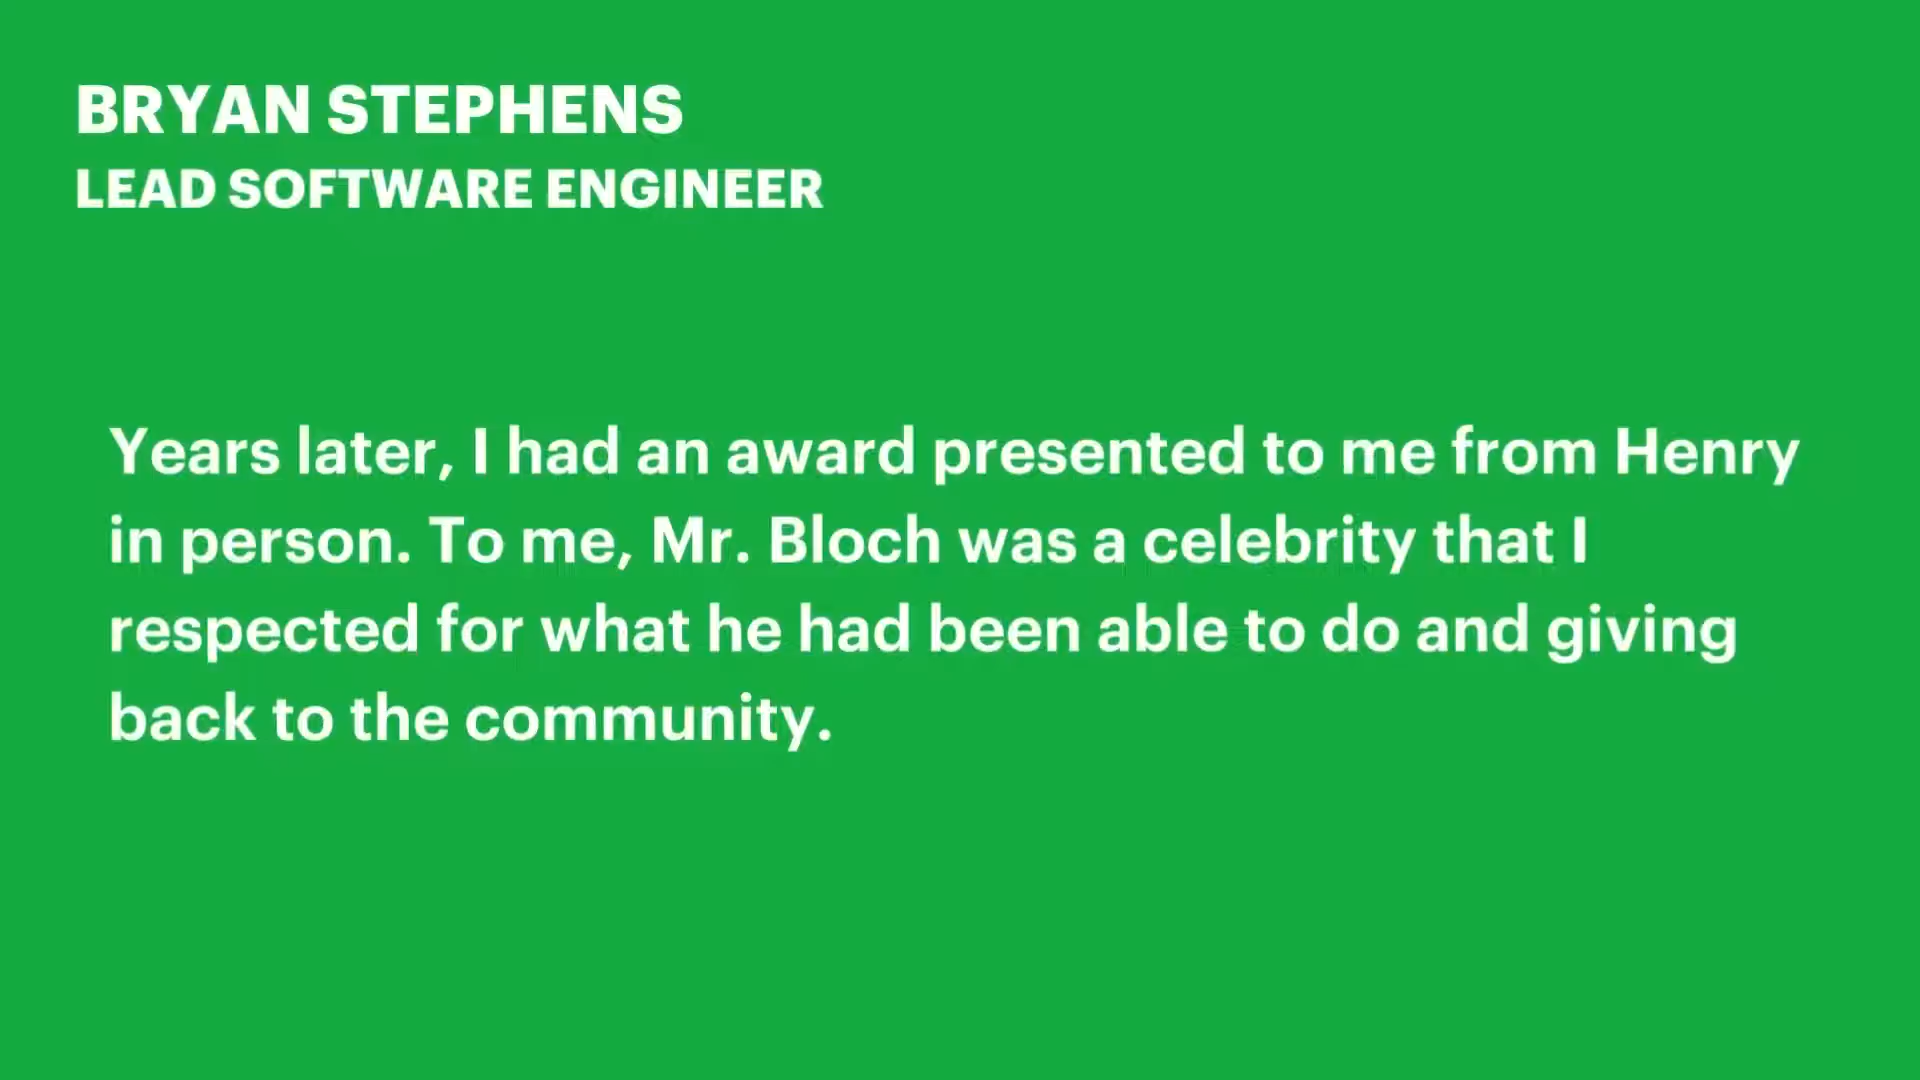 BRYAN STEPHENS
LEAD SOFTWARE ENGINEER
Years later, I had an award presented to me from Henry
in person. To me, Mr. Bloch was a celebrity that I
respected for what he had been able to do and giving
back to the community.